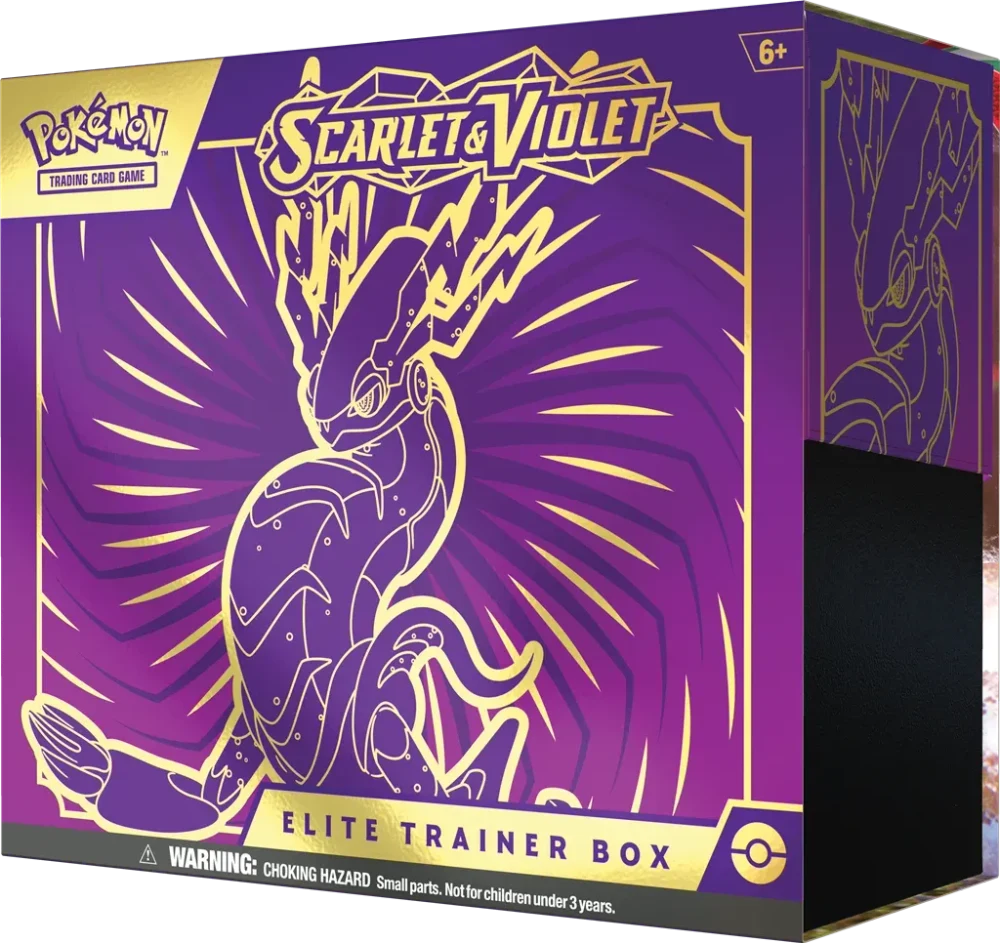 POKÉMON™
TRADING CARD GAME
SCARLET & VIOLET
6+
ELITE TRAINER BOX
⚠ WARNING: CHOKING HAZARD Small parts. Not for children under 3 years.